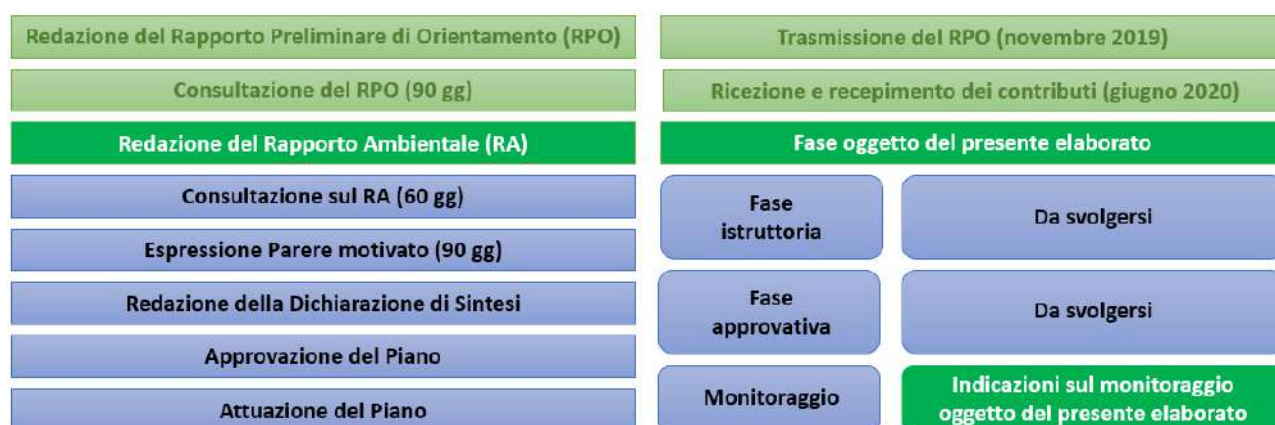 Redazione del Rapporto Preliminare di Orientamento (RPO)
Trasmissione del RPO (novembre 2019)
Consultazione del RPO (90 gg)
Ricezione e recepimento dei contributi (giugno 2020)
Redazione del Rapporto Ambientale (RA)
Fase oggetto del presente elaborato
Consultazione sul RA (60 gg)
Espressione Parere motivato (90 gg)
Fase
istruttoria
Da svolgersi
Redazione della Dichiarazione di Sintesi
Approvazione del Piano
Fase
approvativa
Da svolgersi
Attuazione del Piano
Monitoraggio
Indicazioni sul monitoraggio
oggetto del presente elaborato